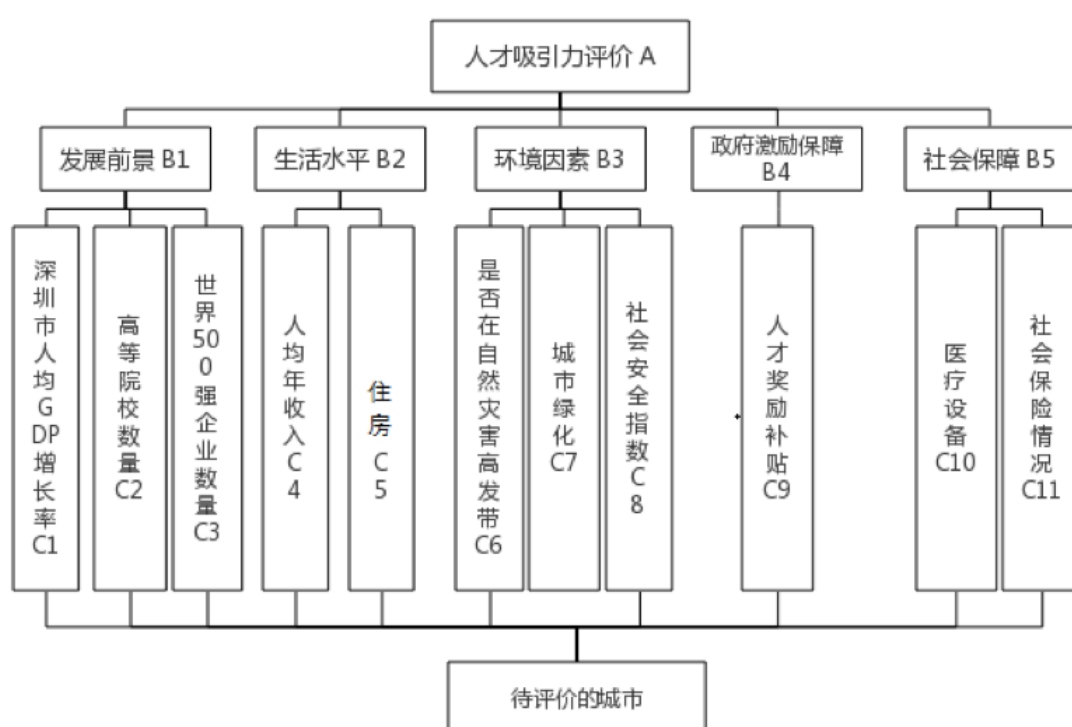 人才吸引力评价 A
发展前景 B1
生活水平 B2
环境因素 B3
政府激励保障
B4
社会保障 B5
深圳市人均GDP增长率C1
高等院校数量C2
世界500强企业数量C3
人均年收入C4
住房C5
是否在自然灾害高发带C6
城市绿化C7
社会安全指数C8
人才奖励补贴C9
医疗设备C10
社会保险情况C11
待评价的城市